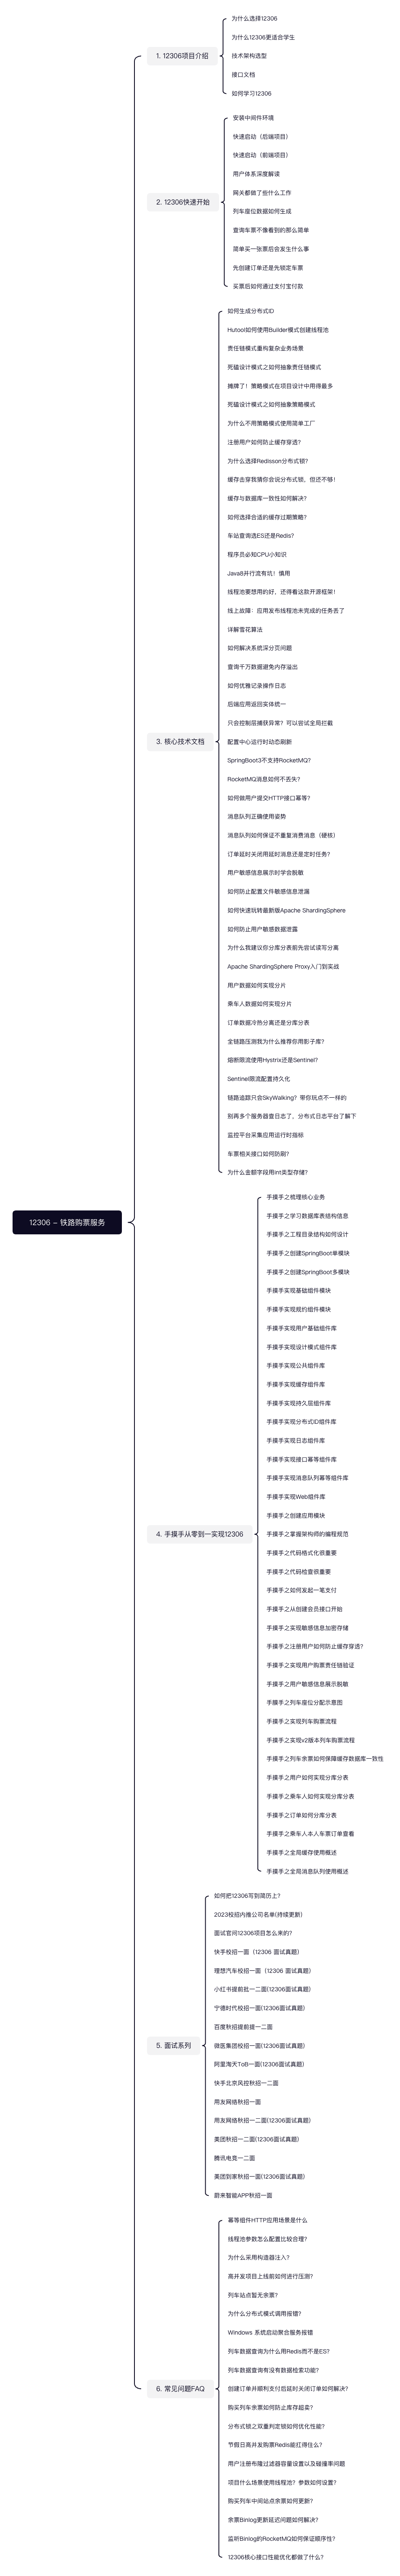 12306 - 铁路购票服务
1. 12306项目介绍
为什么选择12306
为什么12306更适合学生
技术架构选型
接口文档
如何学习12306
2. 12306快速开始
安装中间件环境
快速启动（后端项目）
快速启动（前端项目）
用户体系深度解读
网关都做了些什么工作
列车座位数据如何生成
查询车票不像看到的那么简单
简单买一张票后会发生什么事
先创建订单还是先锁定车票
买票后如何通过支付宝付款
3. 核心技术文档
如何生成分布式ID
Hutool如何使用Builder模式创建线程池
责任链模式重构复杂业务场景
死磕设计模式之如何抽象责任链模式
摊牌了！策略模式在项目设计中用得最多
死磕设计模式之如何抽象策略模式
为什么不用策略模式使用简单工厂
注册用户如何防止缓存穿透?
为什么选择Redisson分布式锁?
缓存击穿我猜你会说分布式锁，但还不够!
缓存与数据库一致性如何解决?
如何选择合适的缓存过期策略?
车站查询选ES还是Redis?
程序员必知CPU小知识
Java8并行流有坑！慎用
线程池要想用的好，还得看这款开源框架!
线上故障：应用发布线程池未完成的任务丢了
详解雪花算法
如何解决系统深分页问题
查询千万数据避免内存溢出
如何优雅记录操作日志
后端应用返回实体统一
只会控制层捕获异常？可以尝试全局拦截
配置中心运行时动态刷新
SpringBoot3不支持RocketMQ?
RocketMQ消息如何不丢失?
如何做用户提交HTTP接口幂等?
消息队列正确使用姿势
消息队列如何保证不重复消费消息（硬核）
订单延时关闭用延时消息还是定时任务?
用户敏感信息展示时学会脱敏
如何防止配置文件敏感信息泄漏
如何快速玩转最新版Apache ShardingSphere
如何防止用户敏感数据泄露
为什么我建议你分库分表前先尝试读写分离
Apache ShardingSphere Proxy入门到实战
用户数据如何实现分片
乘车人数据如何实现分片
订单数据冷热分离还是分库分表
全链路压测我为什么推荐你用影子库?
熔断限流使用Hystrix还是Sentinel?
Sentinel限流配置持久化
链路追踪只会SkyWalking？带你玩点不一样的
别再多个服务器查日志了，分布式日志平台了解下
监控平台采集应用运行时指标
车票相关接口如何防刷?
为什么金额字段用Int类型存储?
4. 手摸手从零到一实现12306
手摸手之梳理核心业务
手摸手之学习数据库表结构信息
手摸手之工程目录结构如何设计
手摸手之创建SpringBoot单模块
手摸手之创建SpringBoot多模块
手摸手实现基础组件模块
手摸手实现规约组件模块
手摸手实现用户基础组件库
手摸手实现设计模式组件库
手摸手实现公共组件库
手摸手实现缓存组件库
手摸手实现持久层组件库
手摸手实现分布式ID组件库
手摸手实现日志组件库
手摸手实现接口幂等组件库
手摸手实现消息队列幂等组件库
手摸手实现Web组件库
手摸手之创建应用模块
手摸手之掌握架构师的编程规范
手摸手之代码格式化很重要
手摸手之代码检查很重要
手摸手之如何发起一笔支付
手摸手之从创建会员接口开始
手摸手之实现敏感信息加密存储
手摸手之注册用户如何防止缓存穿透?
手摸手之实现用户购票责任链验证
手摸手之用户敏感信息展示脱敏
手摸手之列车座位分配示意图
手摸手之实现列车购票流程
手摸手之实现v2版本列车购票流程
手摸手之列车余票如何保障缓存数据库一致性
手摸手之用户如何实现分库分表
手摸手之乘车人如何实现分库分表
手摸手之订单如何分库分表
手摸手之乘车人本人车票订单查看
手摸手之全局缓存使用概述
手摸手之全局消息队列使用概述
5. 面试系列
如何把12306写到简历上?
2023校招内推公司名单(持续更新)
面试官问12306项目怎么来的?
快手校招一面（12306 面试真题）
理想汽车校招一面（12306 面试真题）
小红书提前批一二面(12306面试真题)
宁德时代校招一面(12306面试真题)
百度秋招提前提一二面
微医集团校招一面(12306面试真题)
阿里淘天ToB一面(12306面试真题)
快手北京风控秋招一二面
用友网络秋招一面
用友网络秋招一二面(12306面试真题)
美团秋招一二面(12306面试真题)
腾讯电竞一二面
美团到家秋招一面(12306面试真题)
蔚来智能APP秋招一面
6. 常见问题FAQ
幂等组件HTTP应用场景是什么
线程池参数怎么配置比较合理?
为什么采用构造器注入?
高并发项目上线前如何进行压测?
列车站点暂无余票?
为什么分布式模式调用报错?
Windows 系统启动聚合服务报错
列车数据查询为什么用Redis而不是ES?
列车数据查询有没有数据检索功能?
创建订单并顺利支付后延时关闭订单如何解决?
购买列车余票如何防止库存超卖?
分布式锁之双重判定锁如何优化性能?
节假日高并发购票Redis能扛得住么?
用户注册布隆过滤器容量设置以及碰撞率问题
项目什么场景使用线程池？参数如何设置?
购买列车中间站点余票如何更新?
余票Binlog更新延迟问题如何解决?
监听Binlog的RocketMQ如何保证顺序性?
12306核心接口性能优化都做了什么?